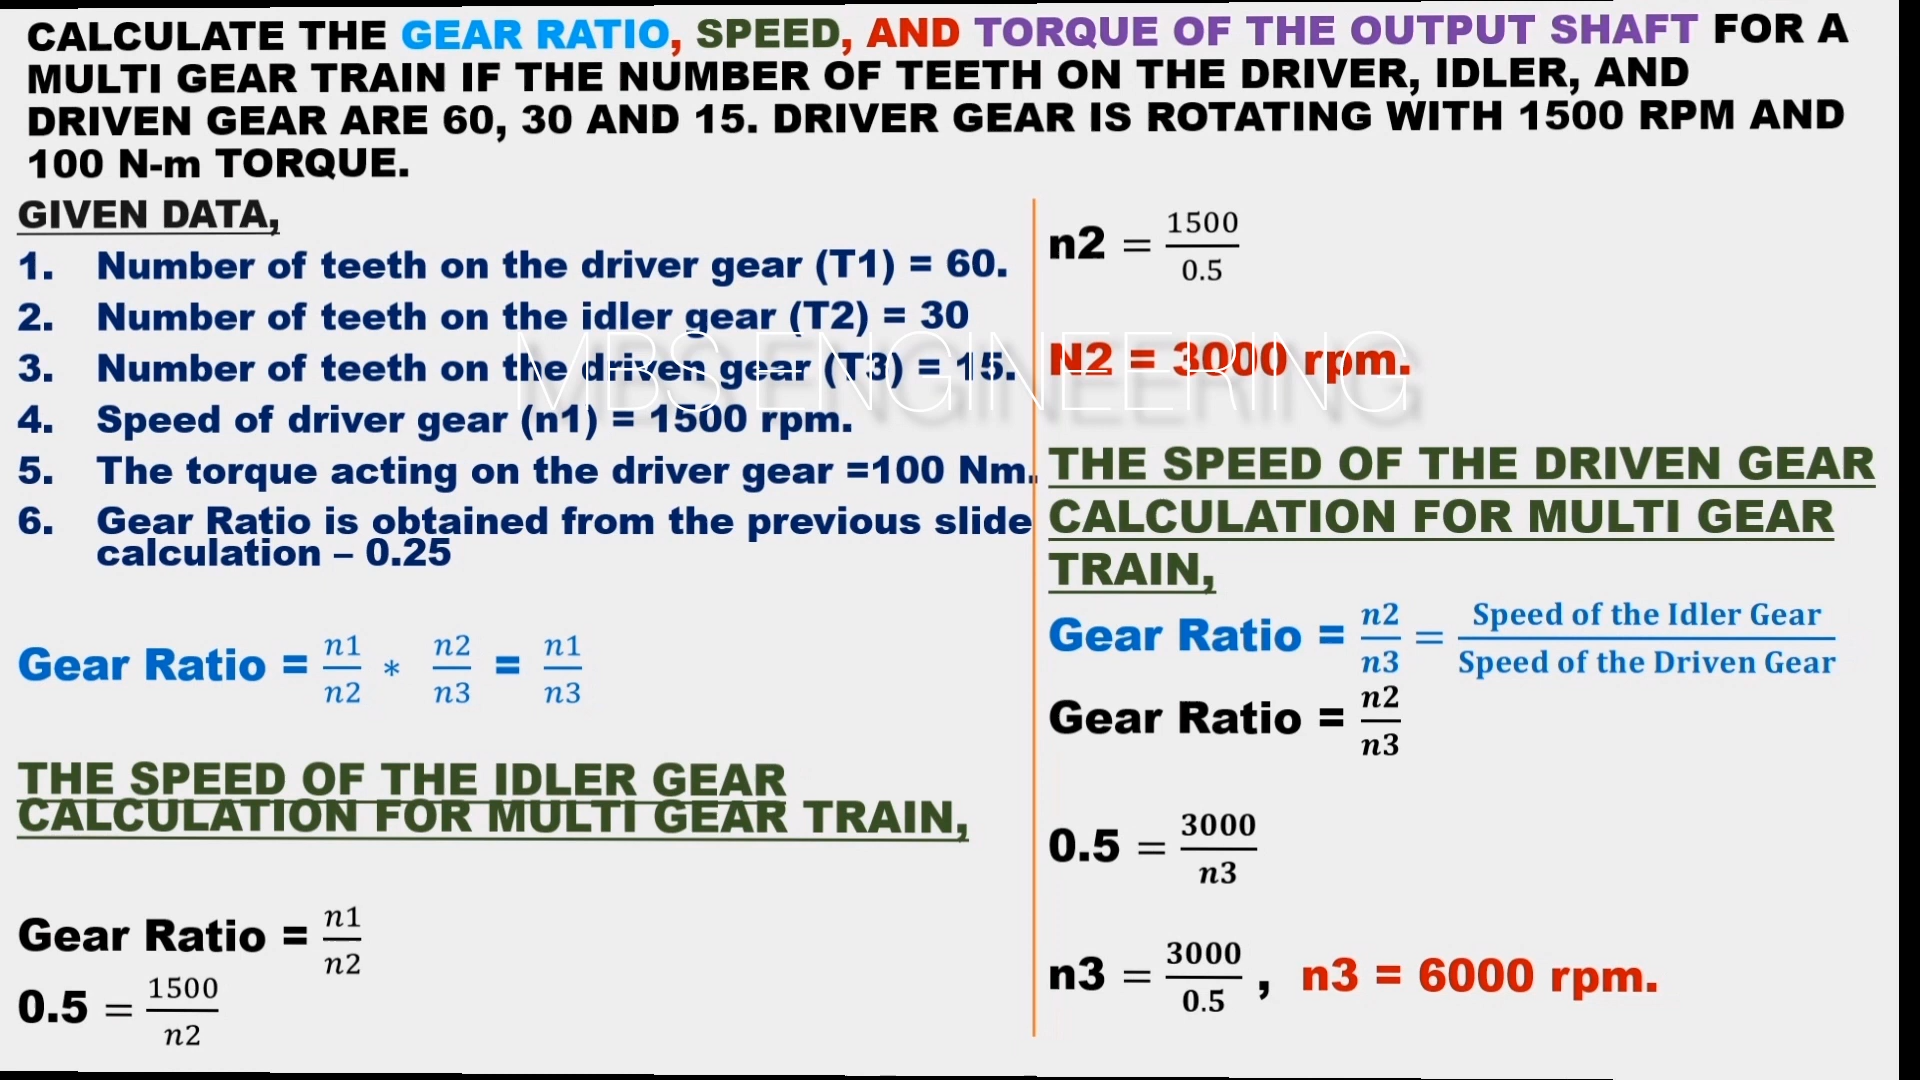 CALCULATE THE GEAR RATIO, SPEED, AND TORQUE OF THE OUTPUT SHAFT FOR A
MULTI GEAR TRAIN IF THE NUMBER OF TEETH ON THE DRIVER, IDLER, AND
DRIVEN GEAR ARE 60, 30 AND 15. DRIVER GEAR IS ROTATING WITH 1500 RPM AND
100 N-m TORQUE.
GIVEN DATA,
1. Number of teeth on the driver gear (T1) = 60.
2. Number of teeth on the idler gear (T2) = 30
3. Number of teeth on the driven gear (T3) = 15.
4. Speed of driver gear (n1) = 1500 rpm.
5. The torque acting on the driver gear =100 Nm.
6. Gear Ratio is obtained from the previous slide
calculation – 0.25
Gear Ratio = n1/n2 * n2/n3 = n1/n3
THE SPEED OF THE IDLER GEAR
CALCULATION FOR MULTI GEAR TRAIN,
Gear Ratio = n1/n2
0.5 = 1500/n2
n2 = 1500/0.5
N2 = 3000 rpm.
THE SPEED OF THE DRIVEN GEAR
CALCULATION FOR MULTI GEAR
TRAIN,
Gear Ratio = n2/n3 = Speed of the Idler Gear/Speed of the Driven Gear
Gear Ratio = n2/n3
0.5 = 3000/n3
n3 = 3000/0.5 , n3 = 6000 rpm.
MBS ENGINEERING